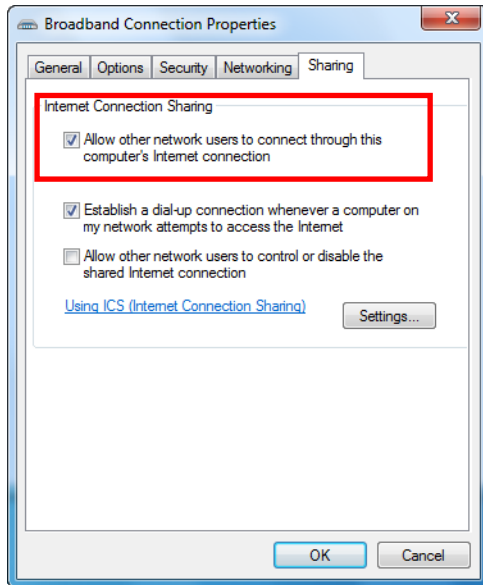 Broadband Connection Properties
General Options Security Networking Sharing
Internet Connection Sharing
Allow other network users to connect through this
computer's Internet connection
Establish a dial-up connection whenever a computer on
my network attempts to access the Internet
Allow other network users to control or disable the
shared Internet connection
Using ICS (Internet Connection Sharing)
Settings...
OK Cancel